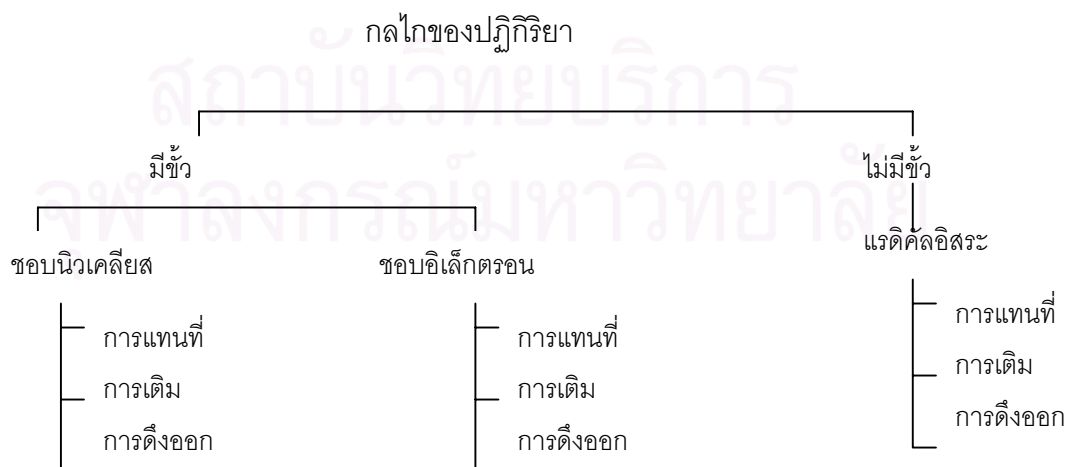 กลไกของปฏิกิริยา
สถาบันวิทยบริการ
มีขั้ว ไม่มีขั้ว
จุฬาลงกรณ์มหาวิทยาลัย
แรดิคัลอิสระ
ชอบนิวเคลียส ชอบอิเล็กตรอน
การแทนที่
การแทนที่ การแทนที่
การเติม
การเติม การเติม
การดึงออก
การดึงออก การดึงออก